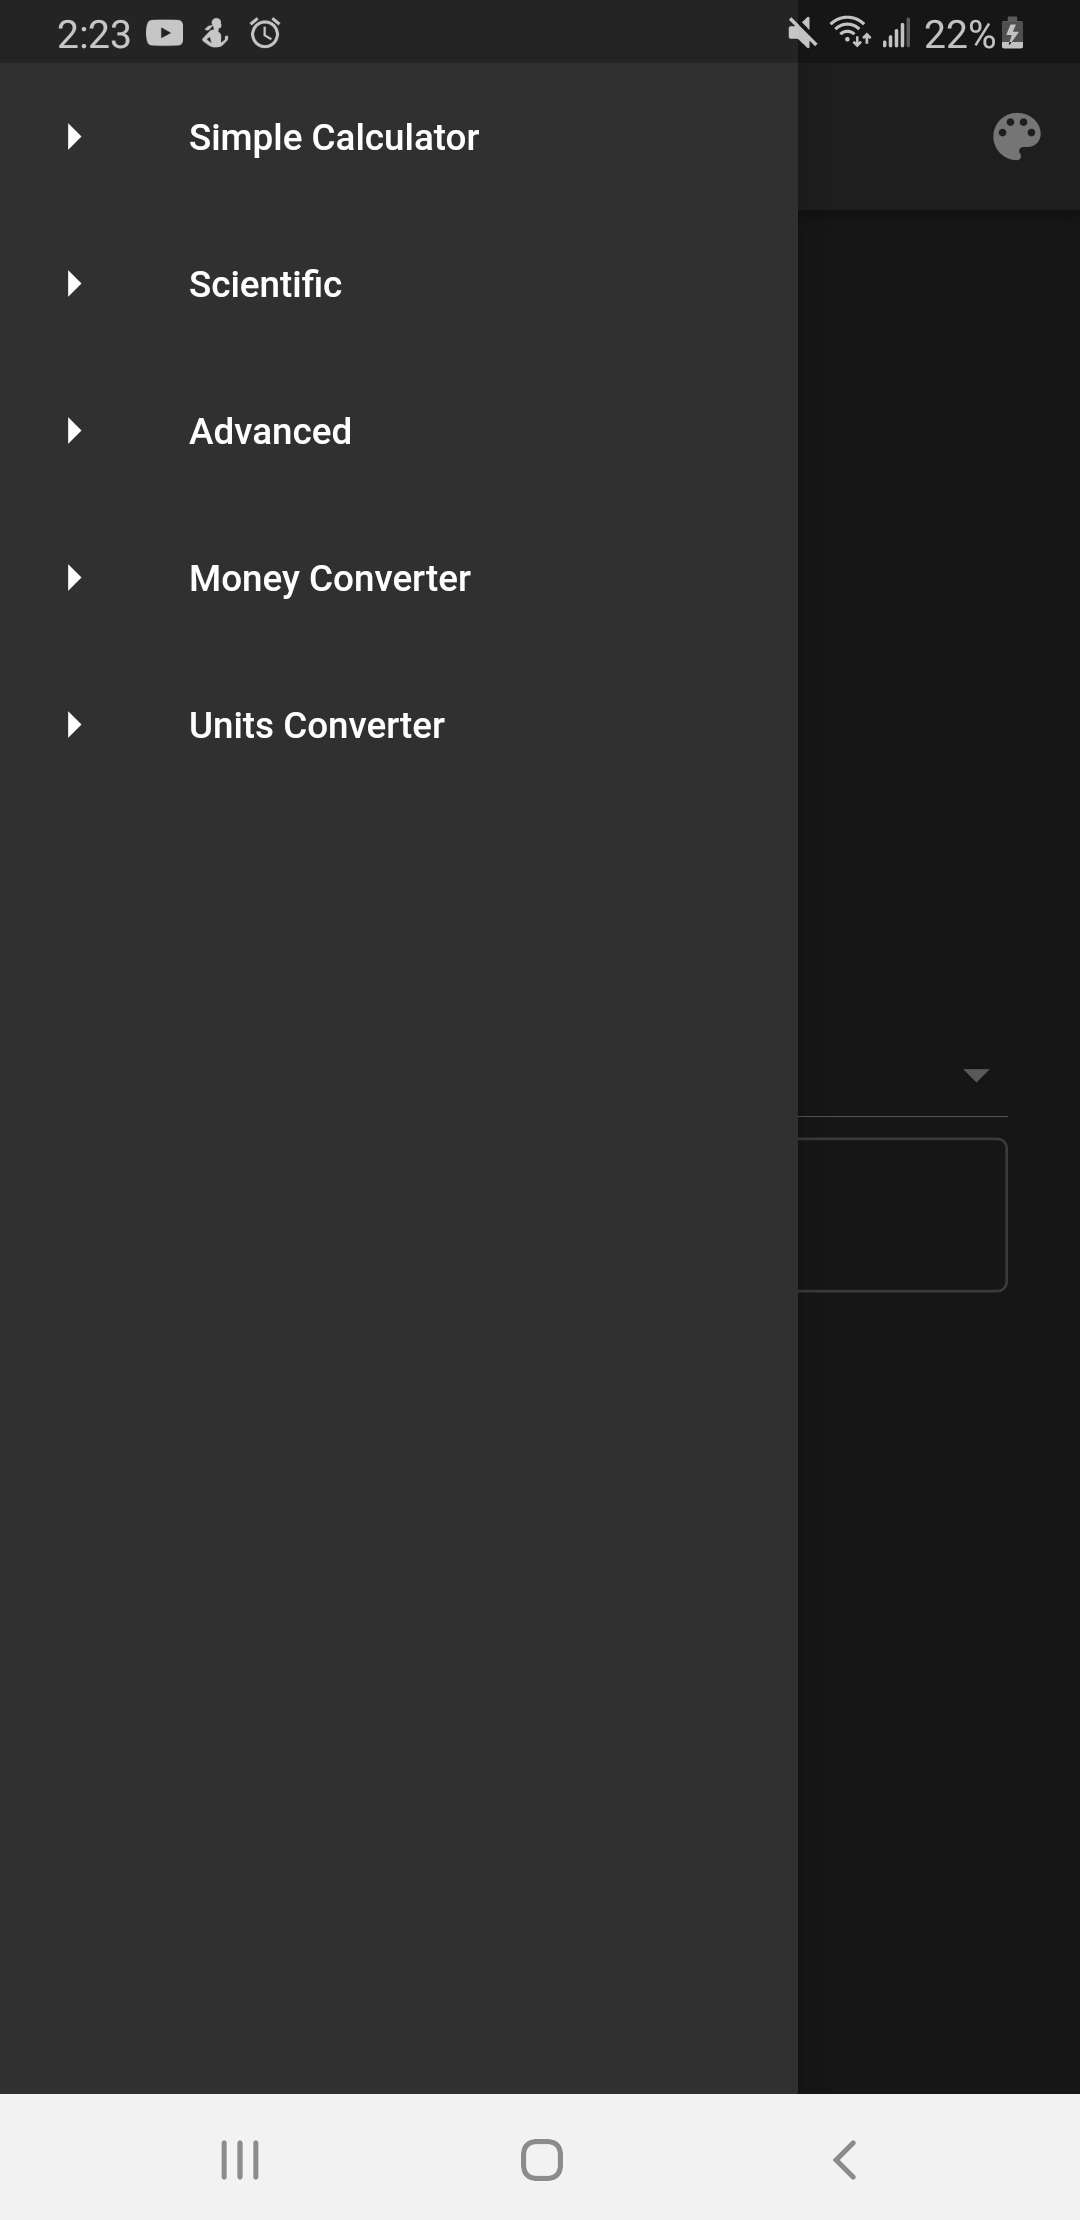 2:23 22%
Simple Calculator
Scientific
Advanced
Money Converter
Units Converter